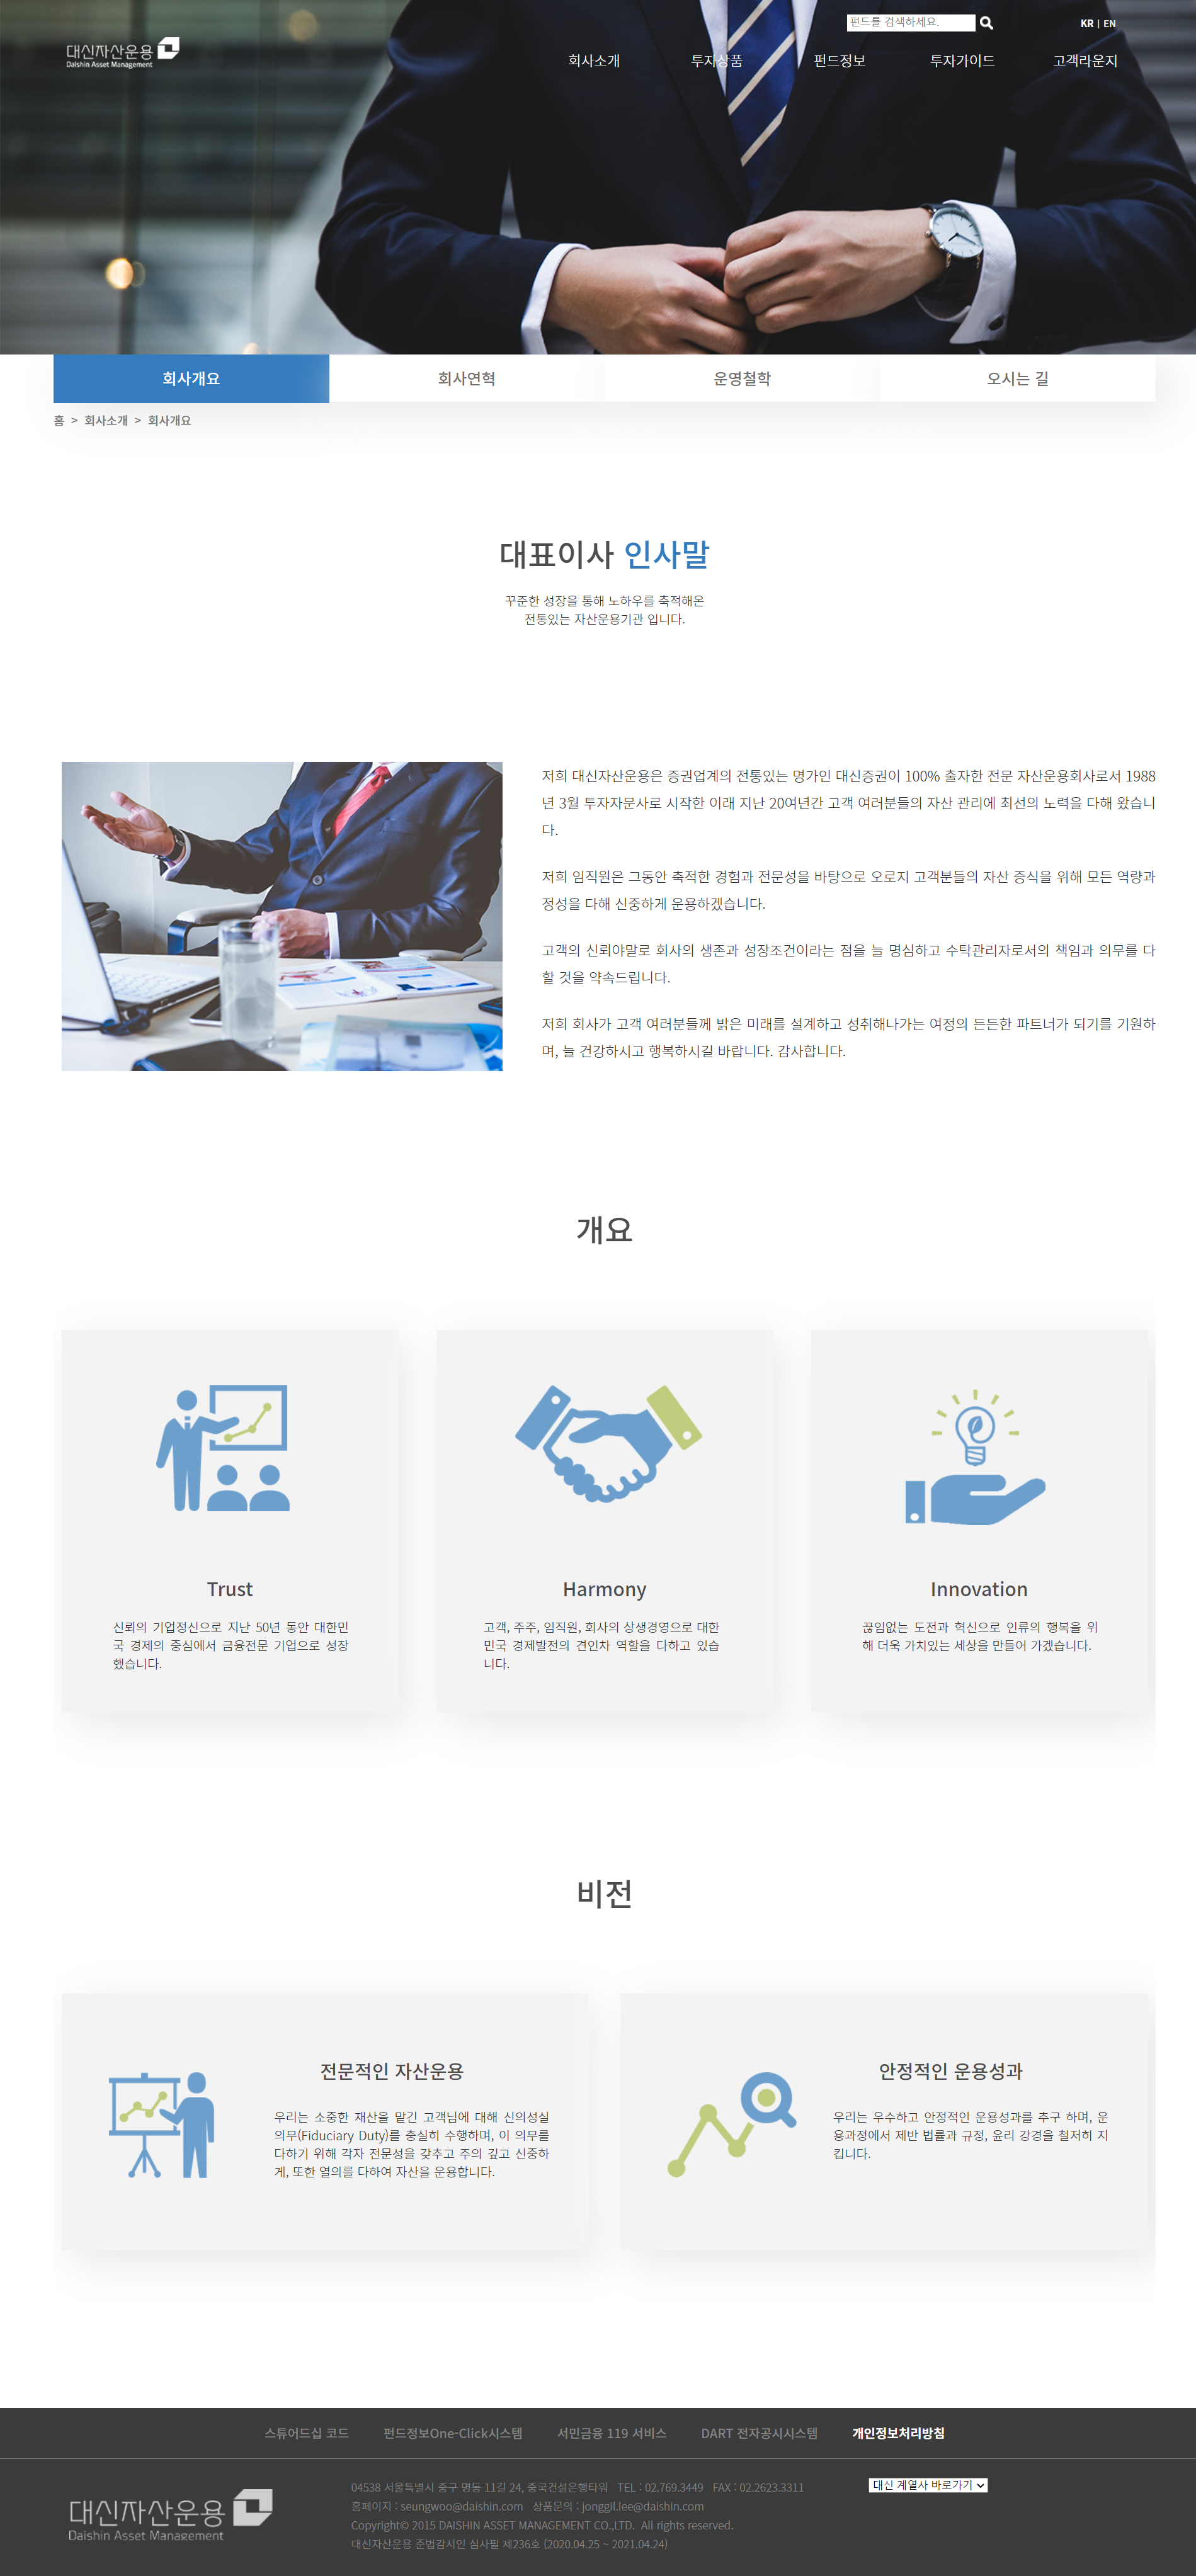 펀드를 검색하세요.
KR | EN
대신자산운용
Daishin Asset Management
회사소개
투자상품
펀드정보
투자가이드
고객라운지
회사개요
회사연혁
운영철학
오시는 길
홈 > 회사소개 > 회사개요
대표이사 인사말
꾸준한 성장을 통해 노하우를 축적해온
전통있는 자산운용기관 입니다.
저희 대신자산운용은 증권업계의 전통있는 명가인 대신증권이 100% 출자한 전문 자산운용회사로서 1988
년 3월 투자자문사로 시작한 이래 지난 20여년간 고객 여러분들의 자산 관리에 최선의 노력을 다해 왔습니
다.
저희 임직원은 그동안 축적한 경험과 전문성을 바탕으로 오로지 고객분들의 자산 증식을 위해 모든 역량과
정성을 다해 신중하게 운용하겠습니다.
고객의 신뢰야말로 회사의 생존과 성장조건이라는 점을 늘 명심하고 수탁관리자로서의 책임과 의무를 다
할 것을 약속드립니다.
저희 회사가 고객 여러분들께 밝은 미래를 설계하고 성취해나가는 여정의 든든한 파트너가 되기를 기원하
며, 늘 건강하시고 행복하시길 바랍니다. 감사합니다.
개요
Trust
신뢰의 기업정신으로 지난 50년 동안 대한민
국 경제의 중심에서 금융전문 기업으로 성장
했습니다.
Harmony
고객, 주주, 임직원, 회사의 상생경영으로 대한
민국 경제발전의 견인차 역할을 다하고 있습
니다.
Innovation
끊임없는 도전과 혁신으로 인류의 행복을 위
해 더욱 가치있는 세상을 만들어 가겠습니다.
비전
전문적인 자산운용
우리는 소중한 재산을 맡긴 고객님에 대해 신의성실
의무(Fiduciary Duty)를 충실히 수행하며, 이 의무를
다하기 위해 각자 전문성을 갖추고 주의 깊고 신중하
게, 또한 열의를 다하여 자산을 운용합니다.
안정적인 운용성과
우리는 우수하고 안정적인 운용성과를 추구 하며, 운
용과정에서 제반 법률과 규정, 윤리 강경을 철저히 지
킵니다.
스튜어드십 코드
펀드정보One-Click시스템
서민금융 119 서비스
DART 전자공시시스템
개인정보처리방침
대신자산운용
Daishin Asset Management
04538 서울특별시 중구 명동 11길 24, 중국건설은행타워 TEL : 02.769.3449 FAX : 02.2623.3311
홈페이지 : seungwoo@daishin.com 상품문의 : jonggil.lee@daishin.com
Copyright© 2015 DAISHIN ASSET MANAGEMENT CO.,LTD. All rights reserved.
대신자산운용 준법감시인 심사필 제236호 (2020.04.25 ~ 2021.04.24)
대신 계열사 바로가기